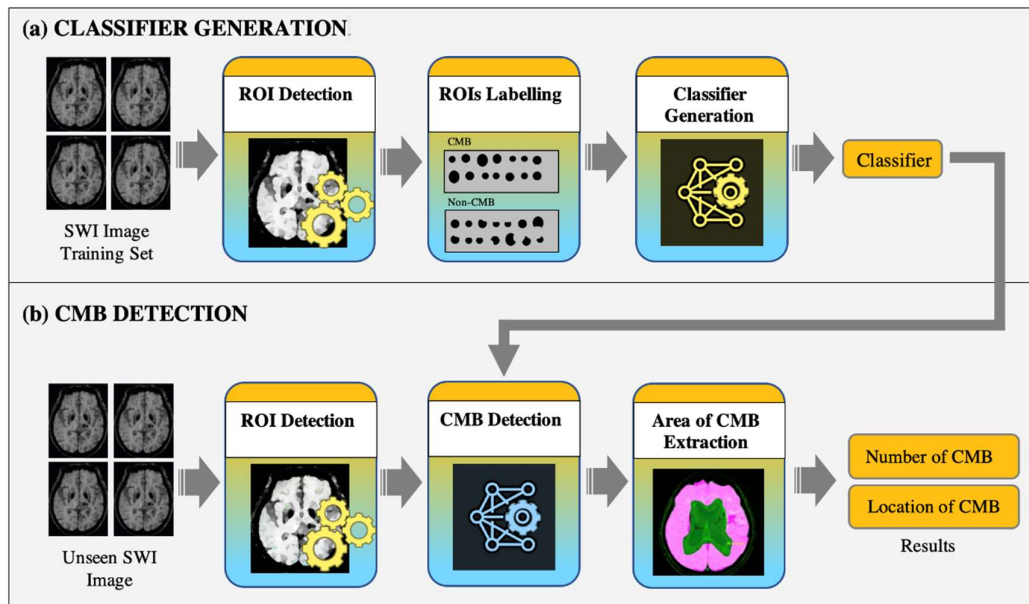 (a) CLASSIFIER GENERATION
ROI Detection
ROIs Labelling
Classifier
Generation
CMB
Non-CMB
Classifier
SWI Image
Training Set
(b) CMB DETECTION
ROI Detection
CMB Detection
Area of CMB
Extraction
Number of CMB
Location of CMB
Results
Unseen SWI
Image